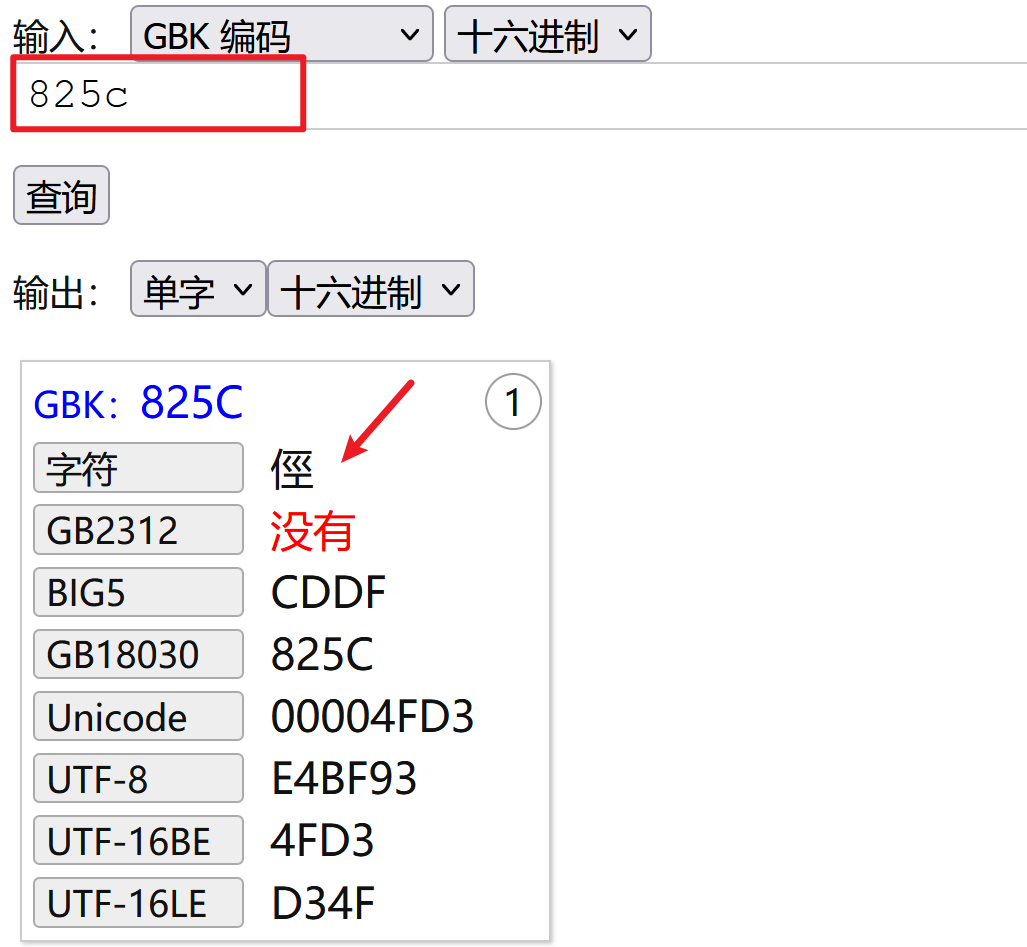 输入： GBK 编码 十六进制
825c
查询
输出： 单字 十六进制
GBK：825C 1
字符 俓
GB2312 没有
BIG5 CDDF
GB18030 825C
Unicode 00004FD3
UTF-8 E4BF93
UTF-16BE 4FD3
UTF-16LE D34F